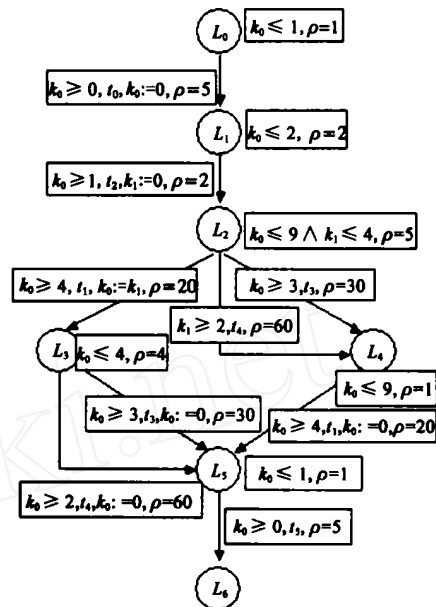 L₀
k₀ ≤ 1, ρ=1
k₀ ⩾ 0, t₀, k₀:=0, ρ=5
L₁
k₀ ≤ 2, ρ=2
k₀ ⩾ 1, t₂,k₁:=0, ρ=2
L₂
k₀ ≤ 9 ∧ k₁ ≤ 4, ρ=5
k₀ ⩾ 4, t₁, k₀:=k₁, ρ=20
k₀ ⩾ 3, t₃, ρ=30
k₁ ⩾ 2,t₄, ρ=60
L₃
k₀ ≤ 4, ρ=4
L₄
k₀ ≤ 9, ρ=1
k₀ ⩾ 3,t₃,k₀: =0, ρ=30
k₀ ⩾ 4,t₁,k₀: =0,ρ=20
L₅
k₀ ≤ 1, ρ=1
k₀ ⩾ 2,t₄,k₀: =0, ρ=60
k₀ ⩾ 0, t₅, ρ=5
L₆